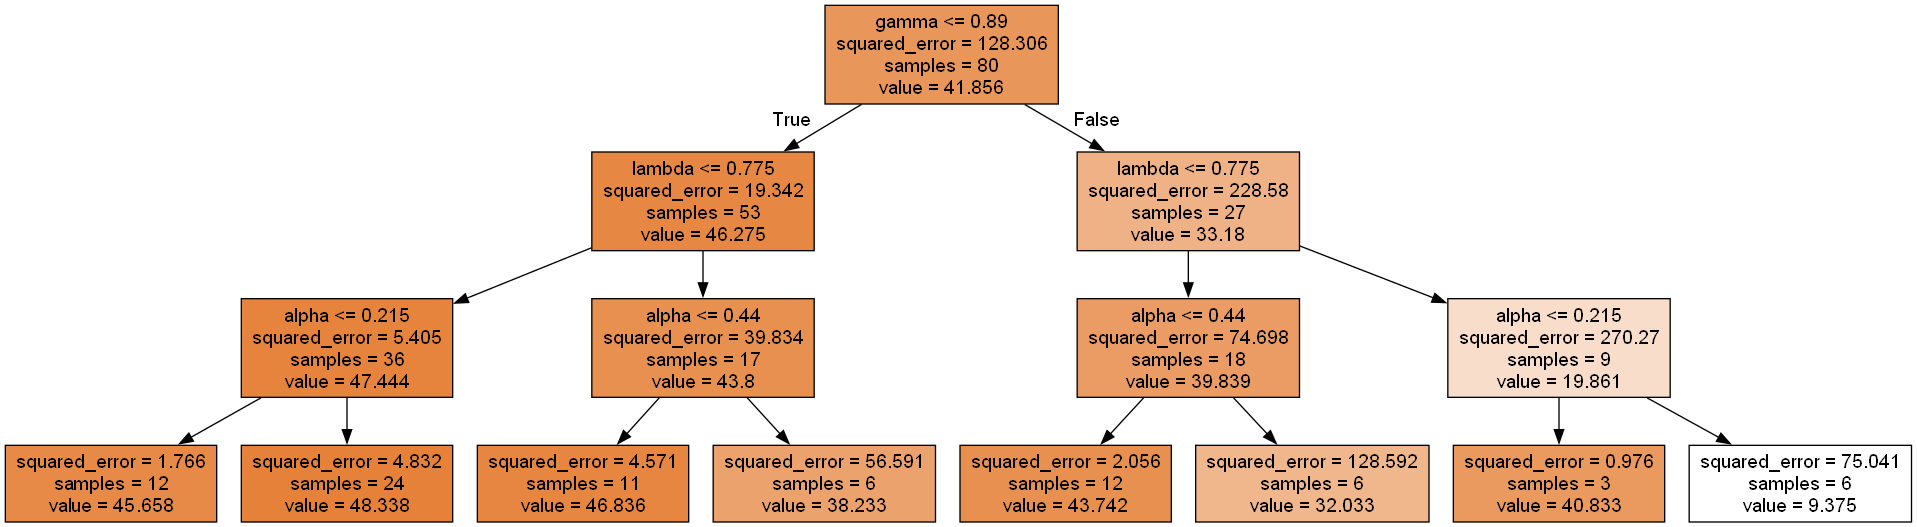 gamma <= 0.89
squared_error = 128.306
samples = 80
value = 41.856
True
False
lambda <= 0.775
squared_error = 19.342
samples = 53
value = 46.275
lambda <= 0.775
squared_error = 228.58
samples = 27
value = 33.18
alpha <= 0.215
squared_error = 5.405
samples = 36
value = 47.444
alpha <= 0.44
squared_error = 39.834
samples = 17
value = 43.8
alpha <= 0.44
squared_error = 74.698
samples = 18
value = 39.839
alpha <= 0.215
squared_error = 270.27
samples = 9
value = 19.861
squared_error = 1.766
samples = 12
value = 45.658
squared_error = 4.832
samples = 24
value = 48.338
squared_error = 4.571
samples = 11
value = 46.836
squared_error = 56.591
samples = 6
value = 38.233
squared_error = 2.056
samples = 12
value = 43.742
squared_error = 128.592
samples = 6
value = 32.033
squared_error = 0.976
samples = 3
value = 40.833
squared_error = 75.041
samples = 6
value = 9.375